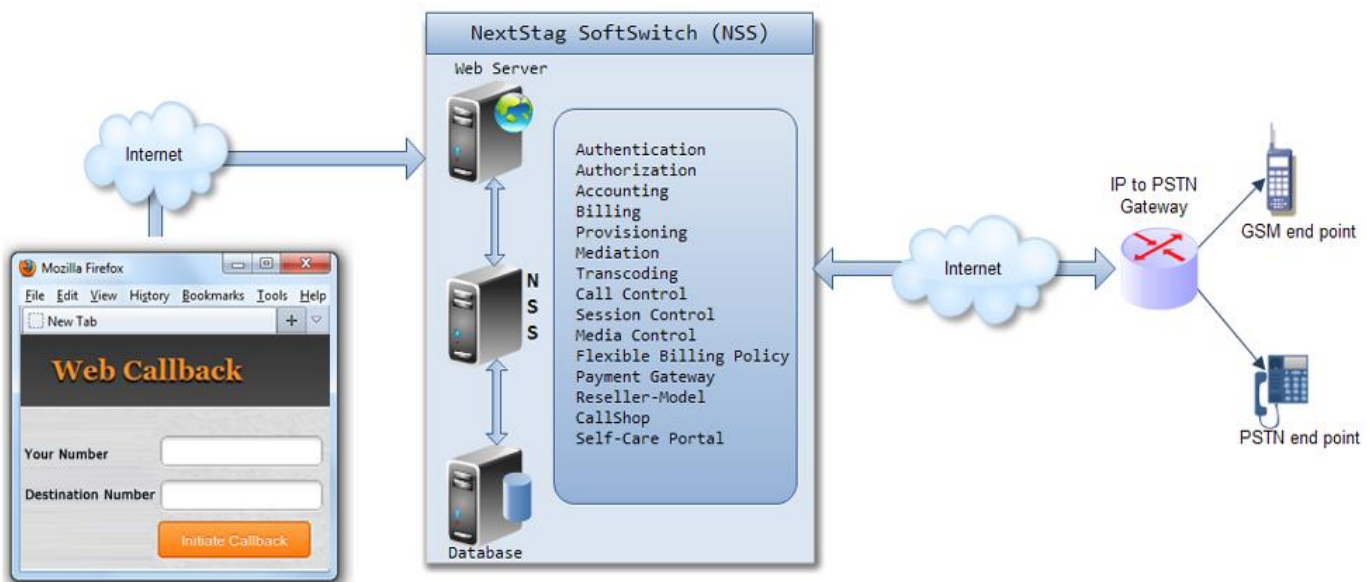 NextStag SoftSwitch (NSS)
Web Server
Internet
Authentication
Authorization
Accounting
Billing
Provisioning
Mediation
Transcoding
Call Control
Session Control
Media Control
Flexible Billing Policy
Payment Gateway
Reseller-Model
CallShop
Self-Care Portal
N
S
S
Database
Internet
IP to PSTN
Gateway
GSM end point
PSTN end point
Mozilla Firefox
File Edit View History Bookmarks Tools Help
New Tab
Web Callback
Your Number
Destination Number
Initiate Callback